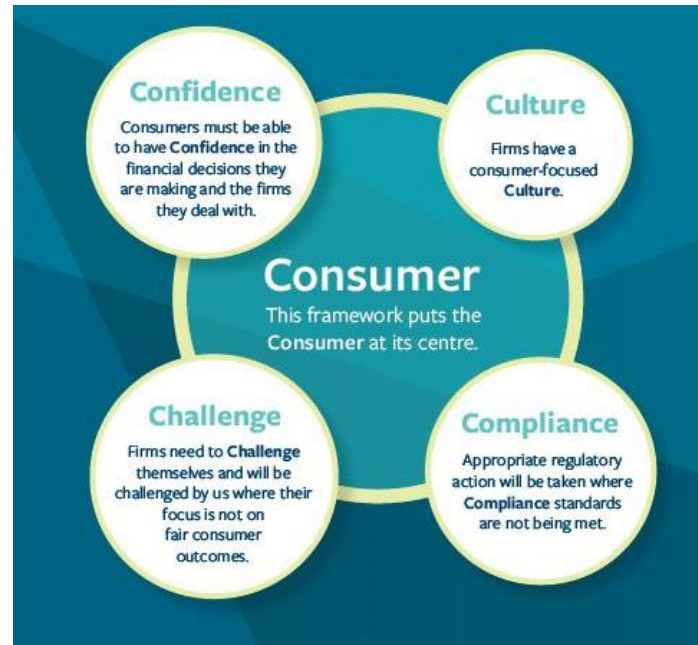 Confidence
Consumers must be able
to have Confidence in the
financial decisions they
are making and the firms
they deal with.
Culture
Firms have a
consumer-focused
Culture.
Consumer
This framework puts the
Consumer at its centre.
Challenge
Firms need to Challenge
themselves and will be
challenged by us where their
focus is not on
fair consumer
outcomes.
Compliance
Appropriate regulatory
action will be taken where
Compliance standards
are not being met.